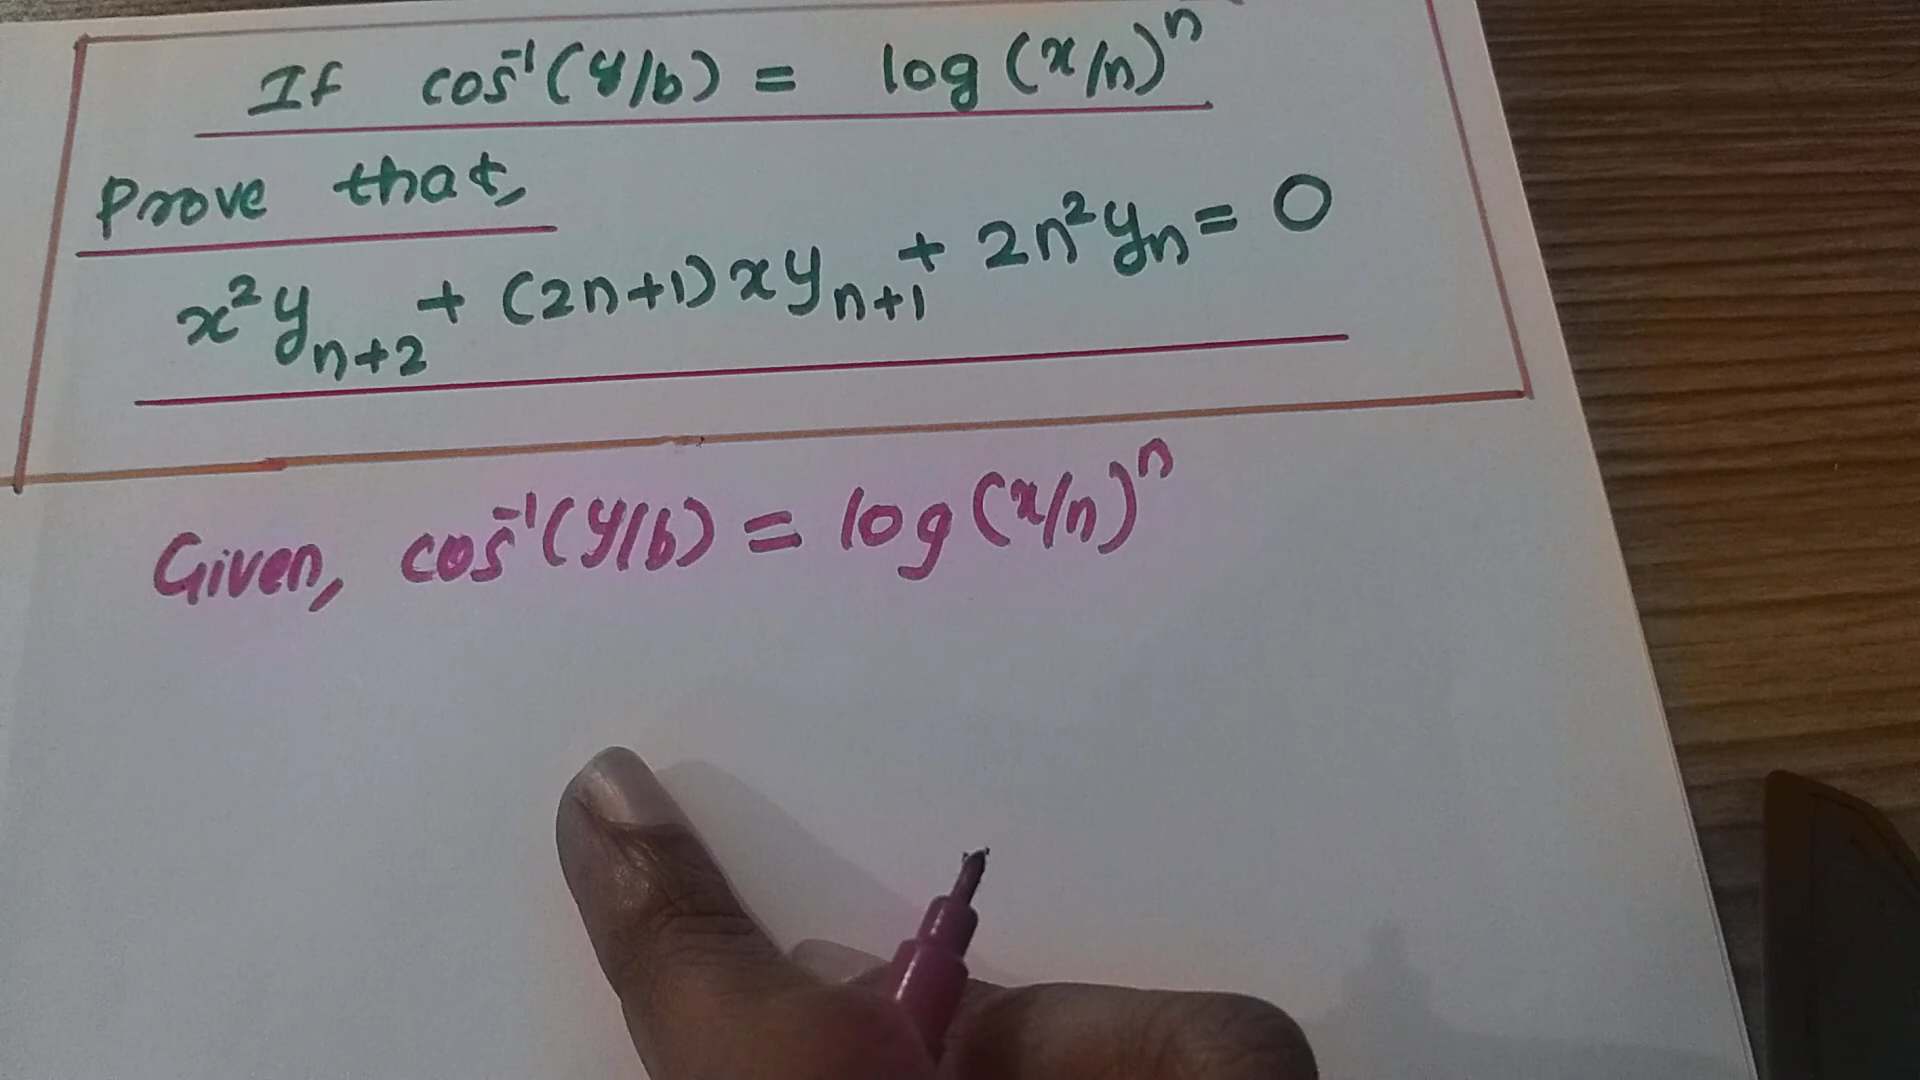 If cos⁻¹(y/b) = log(x/n)ⁿ
Prove that,
x²yₙ₊₂ + (2n+1)xyₙ₊₁ + 2n²yₙ = 0
Given, cos⁻¹(y/b) = log(x/n)ⁿ